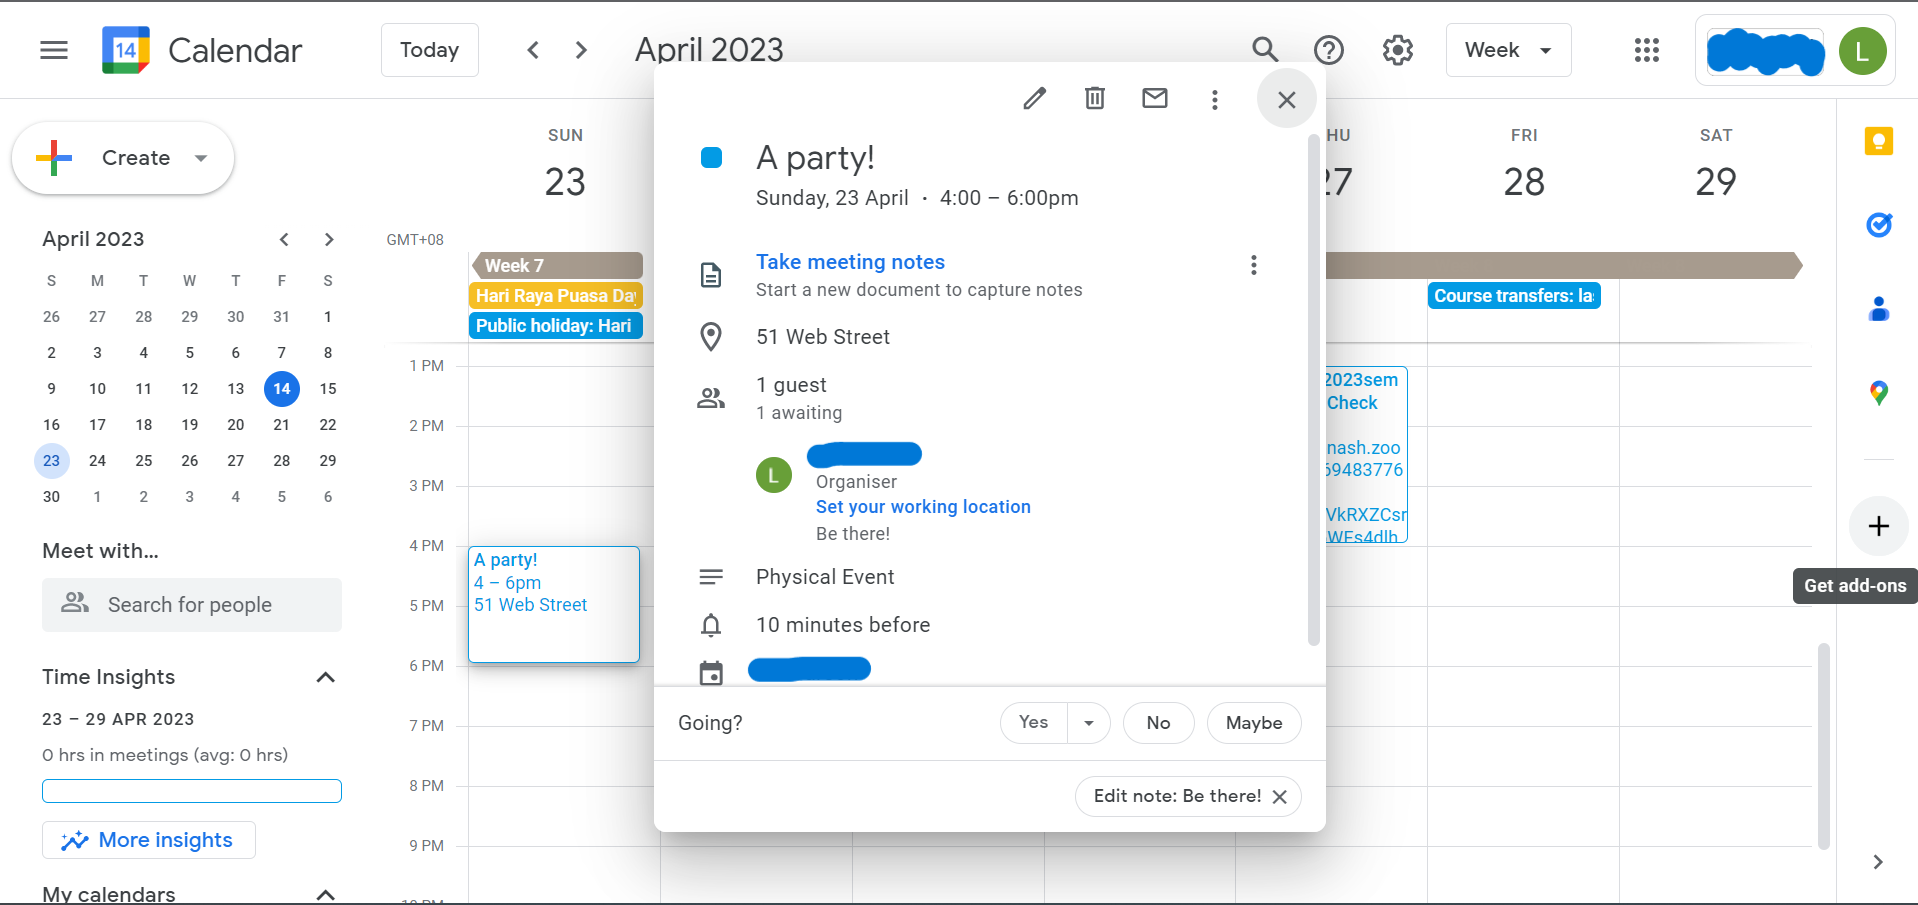 14
Calendar
Today
April 2023
Week
L
Create
SUN
23
HU
27
FRI
28
SAT
29
April 2023
S M T W T F S
26 27 28 29 30 31 1
2 3 4 5 6 7 8
9 10 11 12 13 14 15
16 17 18 19 20 21 22
23 24 25 26 27 28 29
30 1 2 3 4 5 6
GMT+08
Week 7
Hari Raya Puasa Da
Public holiday: Hari
Course transfers: la
1 PM
2 PM
3 PM
4 PM
5 PM
6 PM
7 PM
8 PM
9 PM
A party!
4 – 6pm
51 Web Street
2023sem
Check
nash.zoo
69483776
VkRXZCsr
WFs4dlh
A party!
Sunday, 23 April · 4:00 – 6:00pm
Take meeting notes
Start a new document to capture notes
51 Web Street
1 guest
1 awaiting
L
Organiser
Set your working location
Be there!
Physical Event
10 minutes before
Going?
Yes
No
Maybe
Edit note: Be there!
Meet with...
Search for people
Time Insights
23 – 29 APR 2023
0 hrs in meetings (avg: 0 hrs)
More insights
My calendars
Get add-ons